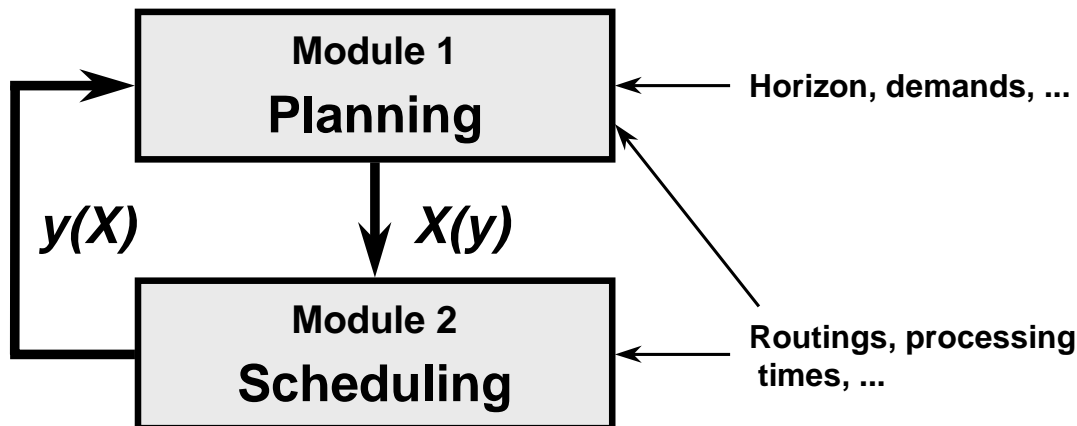 Module 1
Planning
Horizon, demands, ...
y(X)
X(y)
Module 2
Scheduling
Routings, processing
times, ...